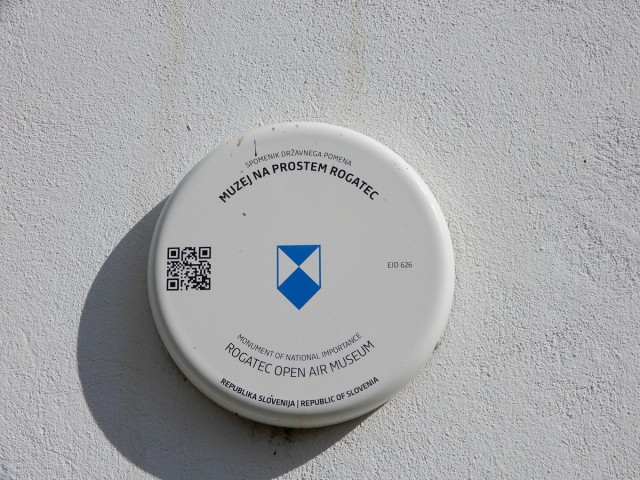 SPOMENIK DRŽAVNEGA POMENA
MUZEJ NA PROSTEM ROGATEC
EID 626
MONUMENT OF NATIONAL IMPORTANCE
ROGATEC OPEN AIR MUSEUM
REPUBLIKA SLOVENIJA | REPUBLIC OF SLOVENIA